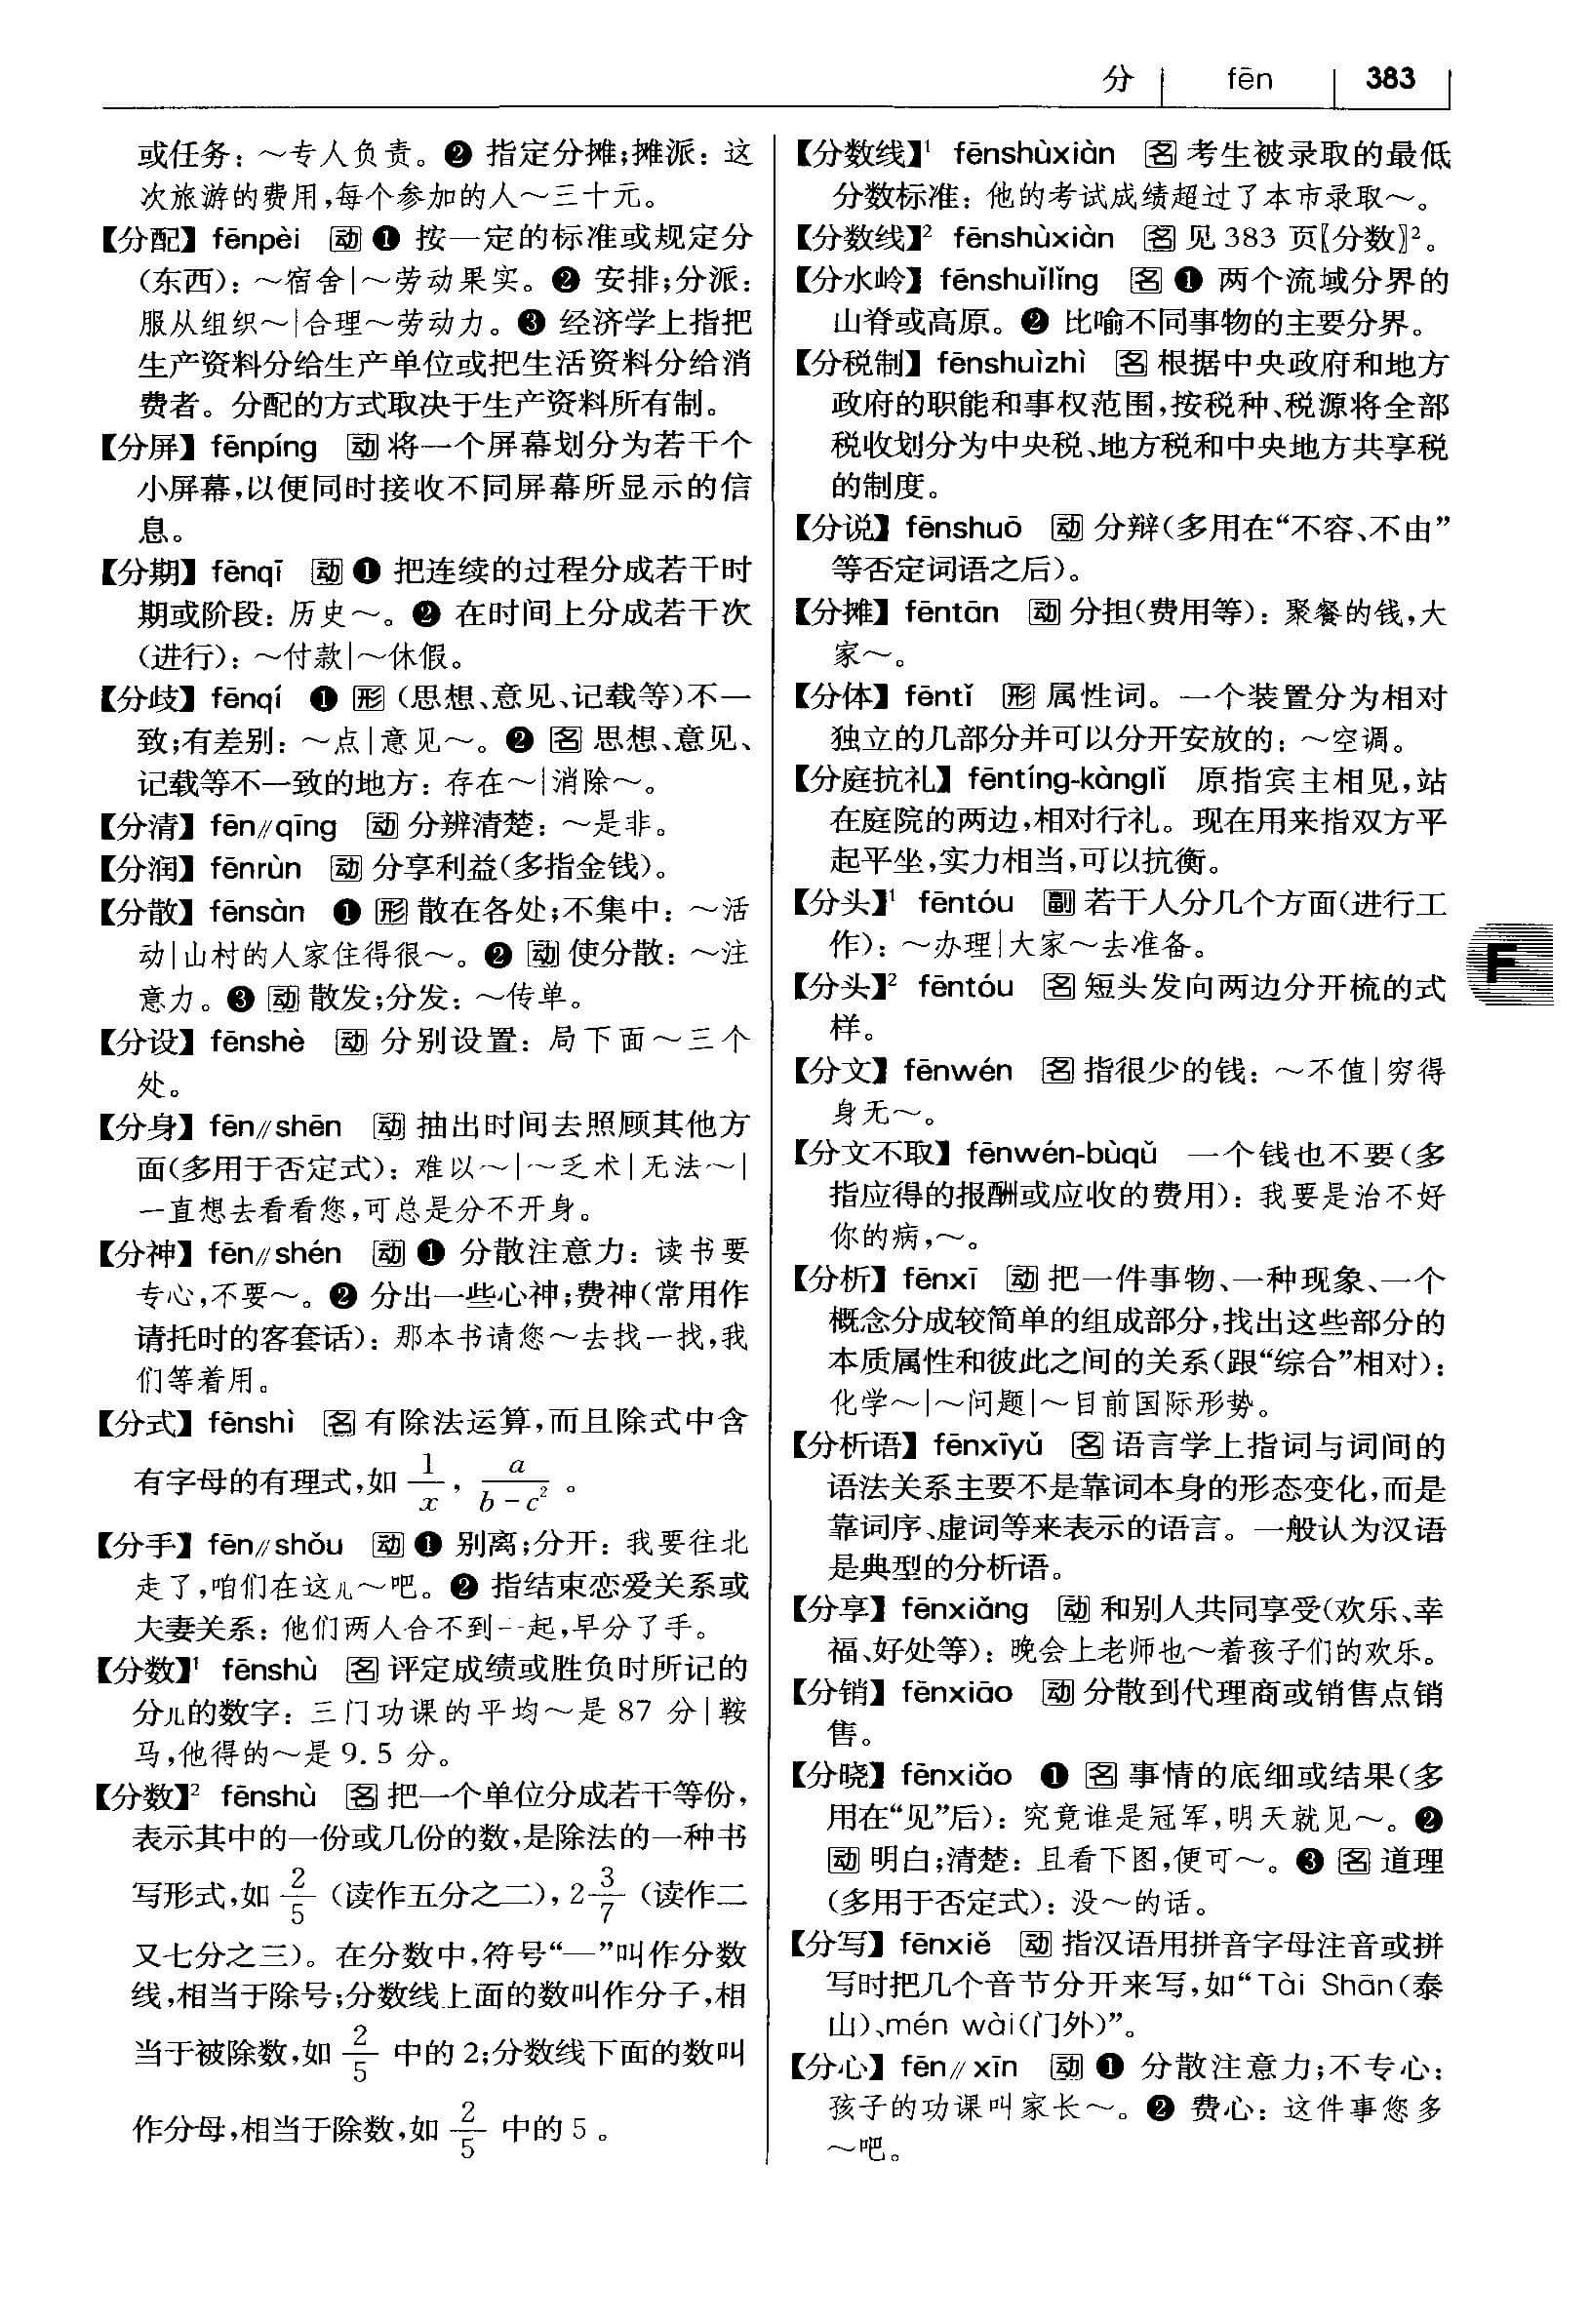 分 fēn 383
或任务：～专人负责。❷ 指定分摊；摊派：这
次旅游的费用，每个参加的人～三十元。
【分配】fēnpèi 动 ❶ 按一定的标准或规定分
（东西）：～宿舍|～劳动果实。❷ 安排；分派：
服从组织～|合理～劳动力。❸ 经济学上指把
生产资料分给生产单位或把生活资料分给消
费者。分配的方式取决于生产资料所有制。
【分屏】fēnpíng 动 将一个屏幕划分为若干个
小屏幕，以便同时接收不同屏幕所显示的信
息。
【分期】fēnqī 动 ❶ 把连续的过程分成若干时
期或阶段：历史～。❷ 在时间上分成若干次
（进行）：～付款|～休假。
【分歧】fēnqí ❶ 形（思想、意见、记载等）不一
致；有差别：～点|意见～。❷ 名 思想、意见、
记载等不一致的地方：存在～|消除～。
【分清】fēn//qīng 动 分辨清楚：～是非。
【分润】fēnrùn 动 分享利益（多指金钱）。
【分散】fēnsàn ❶ 形 散在各处；不集中：～活
动|山村的人家住得很～。❷ 动 使分散：～注
意力。❸ 动 散发；分发：～传单。
【分设】fēnshè 动 分别设置：局下面～三个
处。
【分身】fēn//shēn 动 抽出时间去照顾其他方
面（多用于否定式）：难以～|～乏术|无法～|
一直想去看看您，可总是分不开身。
【分神】fēn//shén 动 ❶ 分散注意力：读书要
专心，不要～。❷ 分出一些心神；费神（常用作
请托时的客套话）：那本书请您～去找一找，我
们等着用。
【分式】fēnshì 名 有除法运算，而且除式中含
有字母的有理式，如 1/x，a/(b－c²)。
【分手】fēn//shǒu 动 ❶ 别离；分开：我要往北
走了，咱们在这儿～吧。❷ 指结束恋爱关系或
夫妻关系：他们两人合不到一起，早分了手。
【分数】¹ fēnshù 名 评定成绩或胜负时所记的
分儿的数字：三门功课的平均～是 87 分|鞍
马，他得的～是 9.5 分。
【分数】² fēnshù 名 把一个单位分成若干等份，
表示其中的一份或几份的数，是除法的一种书
写形式，如 2/5（读作五分之二），2 3/7（读作二
又七分之三）。在分数中，符号“—”叫作分数
线，相当于除号；分数线上面的数叫作分子，相
当于被除数，如 2/5 中的 2；分数线下面的数叫
作分母，相当于除数，如 2/5 中的 5。
【分数线】¹ fēnshùxiàn 名 考生被录取的最低
分数标准：他的考试成绩超过了本市录取～。
【分数线】² fēnshùxiàn 名 见 383 页〖分数〗²。
【分水岭】fēnshuǐlǐng 名 ❶ 两个流域分界的
山脊或高原。❷ 比喻不同事物的主要分界。
【分税制】fēnshuìzhì 名 根据中央政府和地方
政府的职能和事权范围，按税种、税源将全部
税收划分为中央税、地方税和中央地方共享税
的制度。
【分说】fēnshuō 动 分辩（多用在“不容、不由”
等否定词语之后）。
【分摊】fēntān 动 分担（费用等）：聚餐的钱，大
家～。
【分体】fēntǐ 形 属性词。一个装置分为相对
独立的几部分并可以分开安放的：～空调。
【分庭抗礼】fēntíng-kànglǐ 原指宾主相见，站
在庭院的两边，相对行礼。现在用来指双方平
起平坐，实力相当，可以抗衡。
【分头】¹ fēntóu 副 若干人分几个方面（进行工
作）：～办理|大家～去准备。
【分头】² fēntóu 名 短头发向两边分开梳的式
样。
【分文】fēnwén 名 指很少的钱：～不值|穷得
身无～。
【分文不取】fēnwén-bùqǔ 一个钱也不要（多
指应得的报酬或应收的费用）：我要是治不好
你的病，～。
【分析】fēnxī 动 把一件事物、一种现象、一个
概念分成较简单的组成部分，找出这些部分的
本质属性和彼此之间的关系（跟“综合”相对）：
化学～|～问题|～目前国际形势。
【分析语】fēnxīyǔ 名 语言学上指词与词间的
语法关系主要不是靠词本身的形态变化，而是
靠词序、虚词等来表示的语言。一般认为汉语
是典型的分析语。
【分享】fēnxiǎng 动 和别人共同享受（欢乐、幸
福、好处等）：晚会上老师也～着孩子们的欢乐。
【分销】fēnxiāo 动 分散到代理商或销售点销
售。
【分晓】fēnxiǎo ❶ 名 事情的底细或结果（多
用在“见”后）：究竟谁是冠军，明天就见～。❷
动 明白；清楚：且看下图，便可～。❸ 名 道理
（多用于否定式）：没～的话。
【分写】fēnxiě 动 指汉语用拼音字母注音或拼
写时把几个音节分开来写，如“Tài Shān（泰
山）、mén wài（门外）”。
【分心】fēn//xīn 动 ❶ 分散注意力；不专心：
孩子的功课叫家长～。❷ 费心：这件事您多
～吧。
F